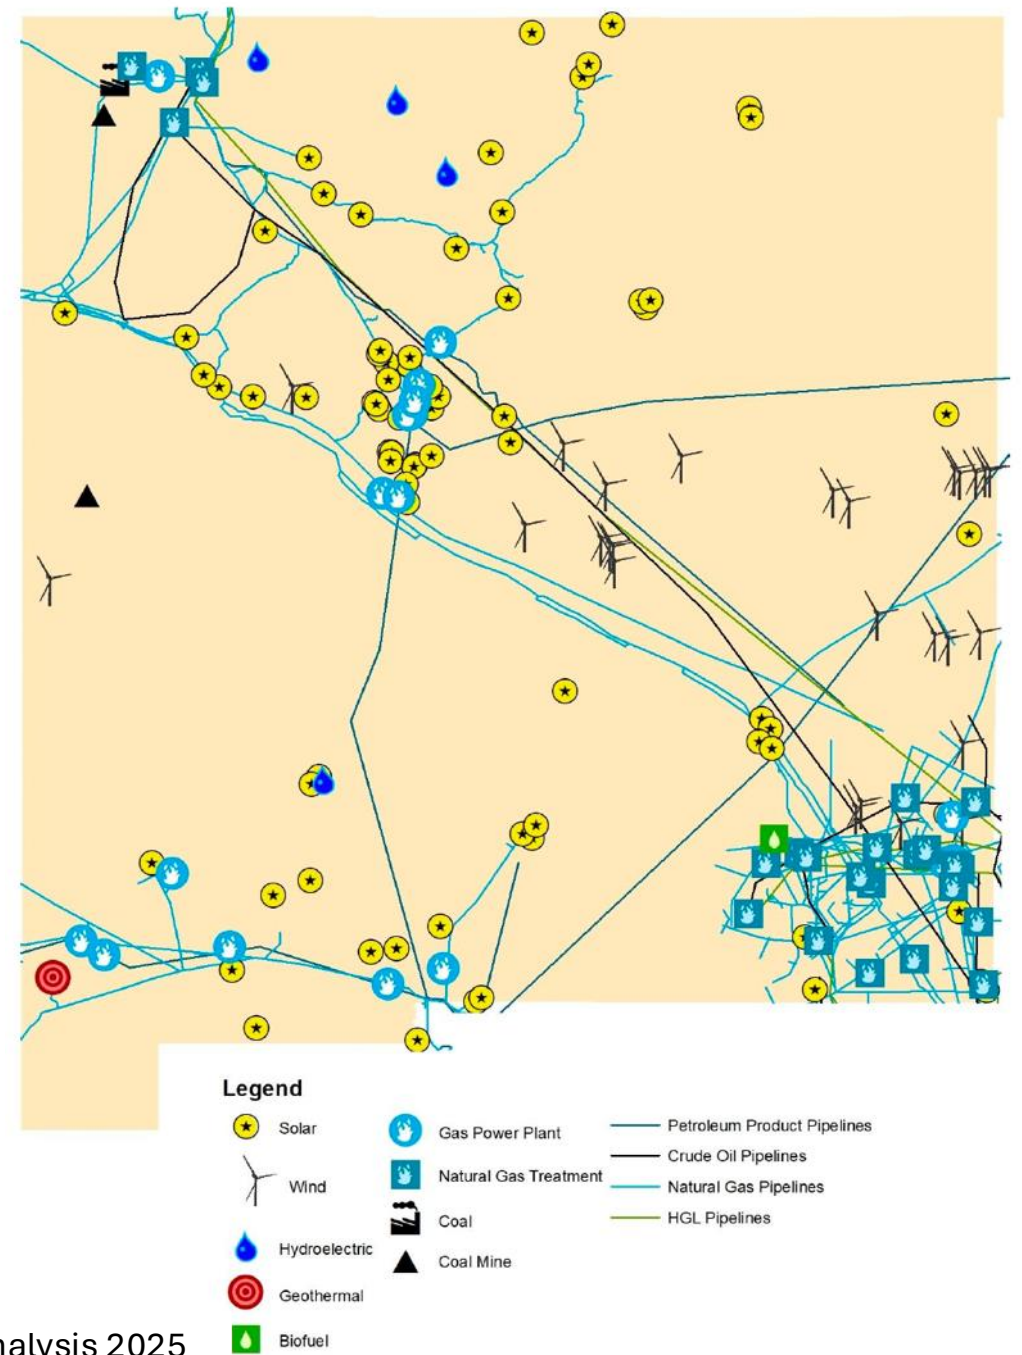 Legend
Solar
Wind
Hydroelectric
Geothermal
Biofuel
Gas Power Plant
Natural Gas Treatment
Coal
Coal Mine
Petroleum Product Pipelines
Crude Oil Pipelines
Natural Gas Pipelines
HGL Pipelines
nalysis 2025